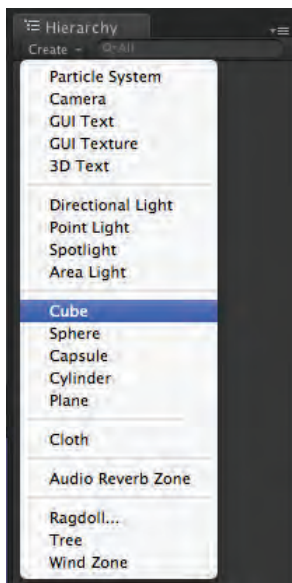 Hierarchy
Create All
Particle System
Camera
GUI Text
GUI Texture
3D Text
Directional Light
Point Light
Spotlight
Area Light
Cube
Sphere
Capsule
Cylinder
Plane
Cloth
Audio Reverb Zone
Ragdoll...
Tree
Wind Zone